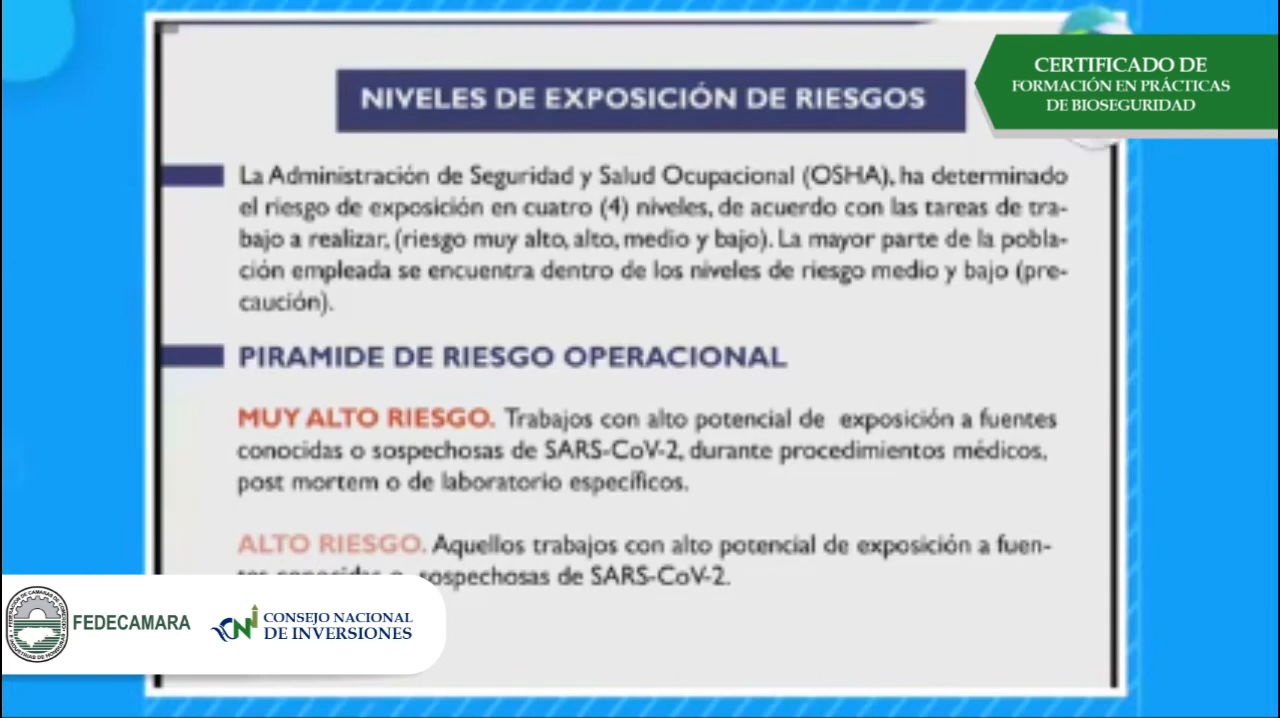 NIVELES DE EXPOSICIÓN DE RIESGOS
CERTIFICADO DE
FORMACIÓN EN PRÁCTICAS
DE BIOSEGURIDAD
La Administración de Seguridad y Salud Ocupacional (OSHA), ha determinado
el riesgo de exposición en cuatro (4) niveles, de acuerdo con las tareas de tra-
bajo a realizar, (riesgo muy alto, alto, medio y bajo). La mayor parte de la pobla-
ción empleada se encuentra dentro de los niveles de riesgo medio y bajo (pre-
caución).
PIRAMIDE DE RIESGO OPERACIONAL
MUY ALTO RIESGO. Trabajos con alto potencial de exposición a fuentes
conocidas o sospechosas de SARS-CoV-2, durante procedimientos médicos,
post mortem o de laboratorio específicos.
ALTO RIESGO. Aquellos trabajos con alto potencial de exposición a fuen-
tes conocidas o sospechosas de SARS-CoV-2.
FEDECAMARA
CNI CONSEJO NACIONAL
DE INVERSIONES